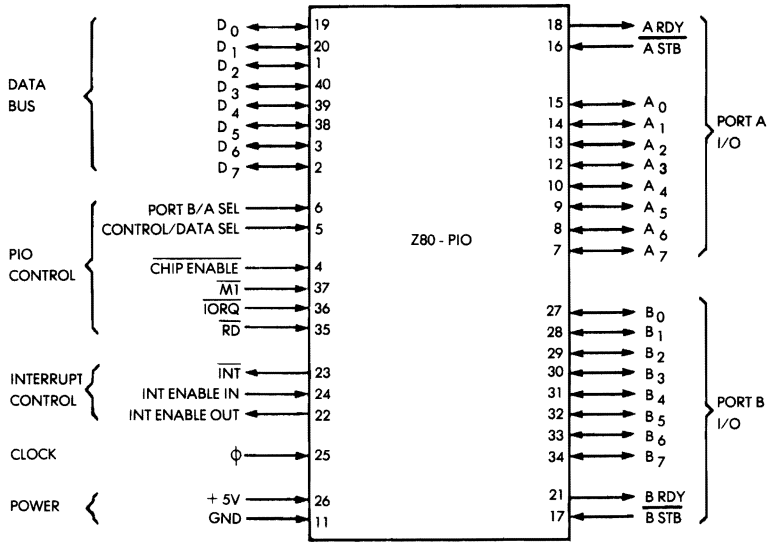 DATA
BUS
D0 19
D1 20
D2 1
D3 40
D4 39
D5 38
D6 3
D7 2
PIO
CONTROL
PORT B/A SEL 6
CONTROL/DATA SEL 5
CHIP ENABLE 4
M1 37
IORQ 36
RD 35
INTERRUPT
CONTROL
INT 23
INT ENABLE IN 24
INT ENABLE OUT 22
CLOCK
ϕ 25
POWER
+ 5V 26
GND 11
Z80 - PIO
18 A RDY
16 A STB
15 A0
14 A1
13 A2
12 A3
10 A4
9 A5
8 A6
7 A7
PORT A
I/O
27 B0
28 B1
29 B2
30 B3
31 B4
32 B5
33 B6
34 B7
21 B RDY
17 B STB
PORT B
I/O